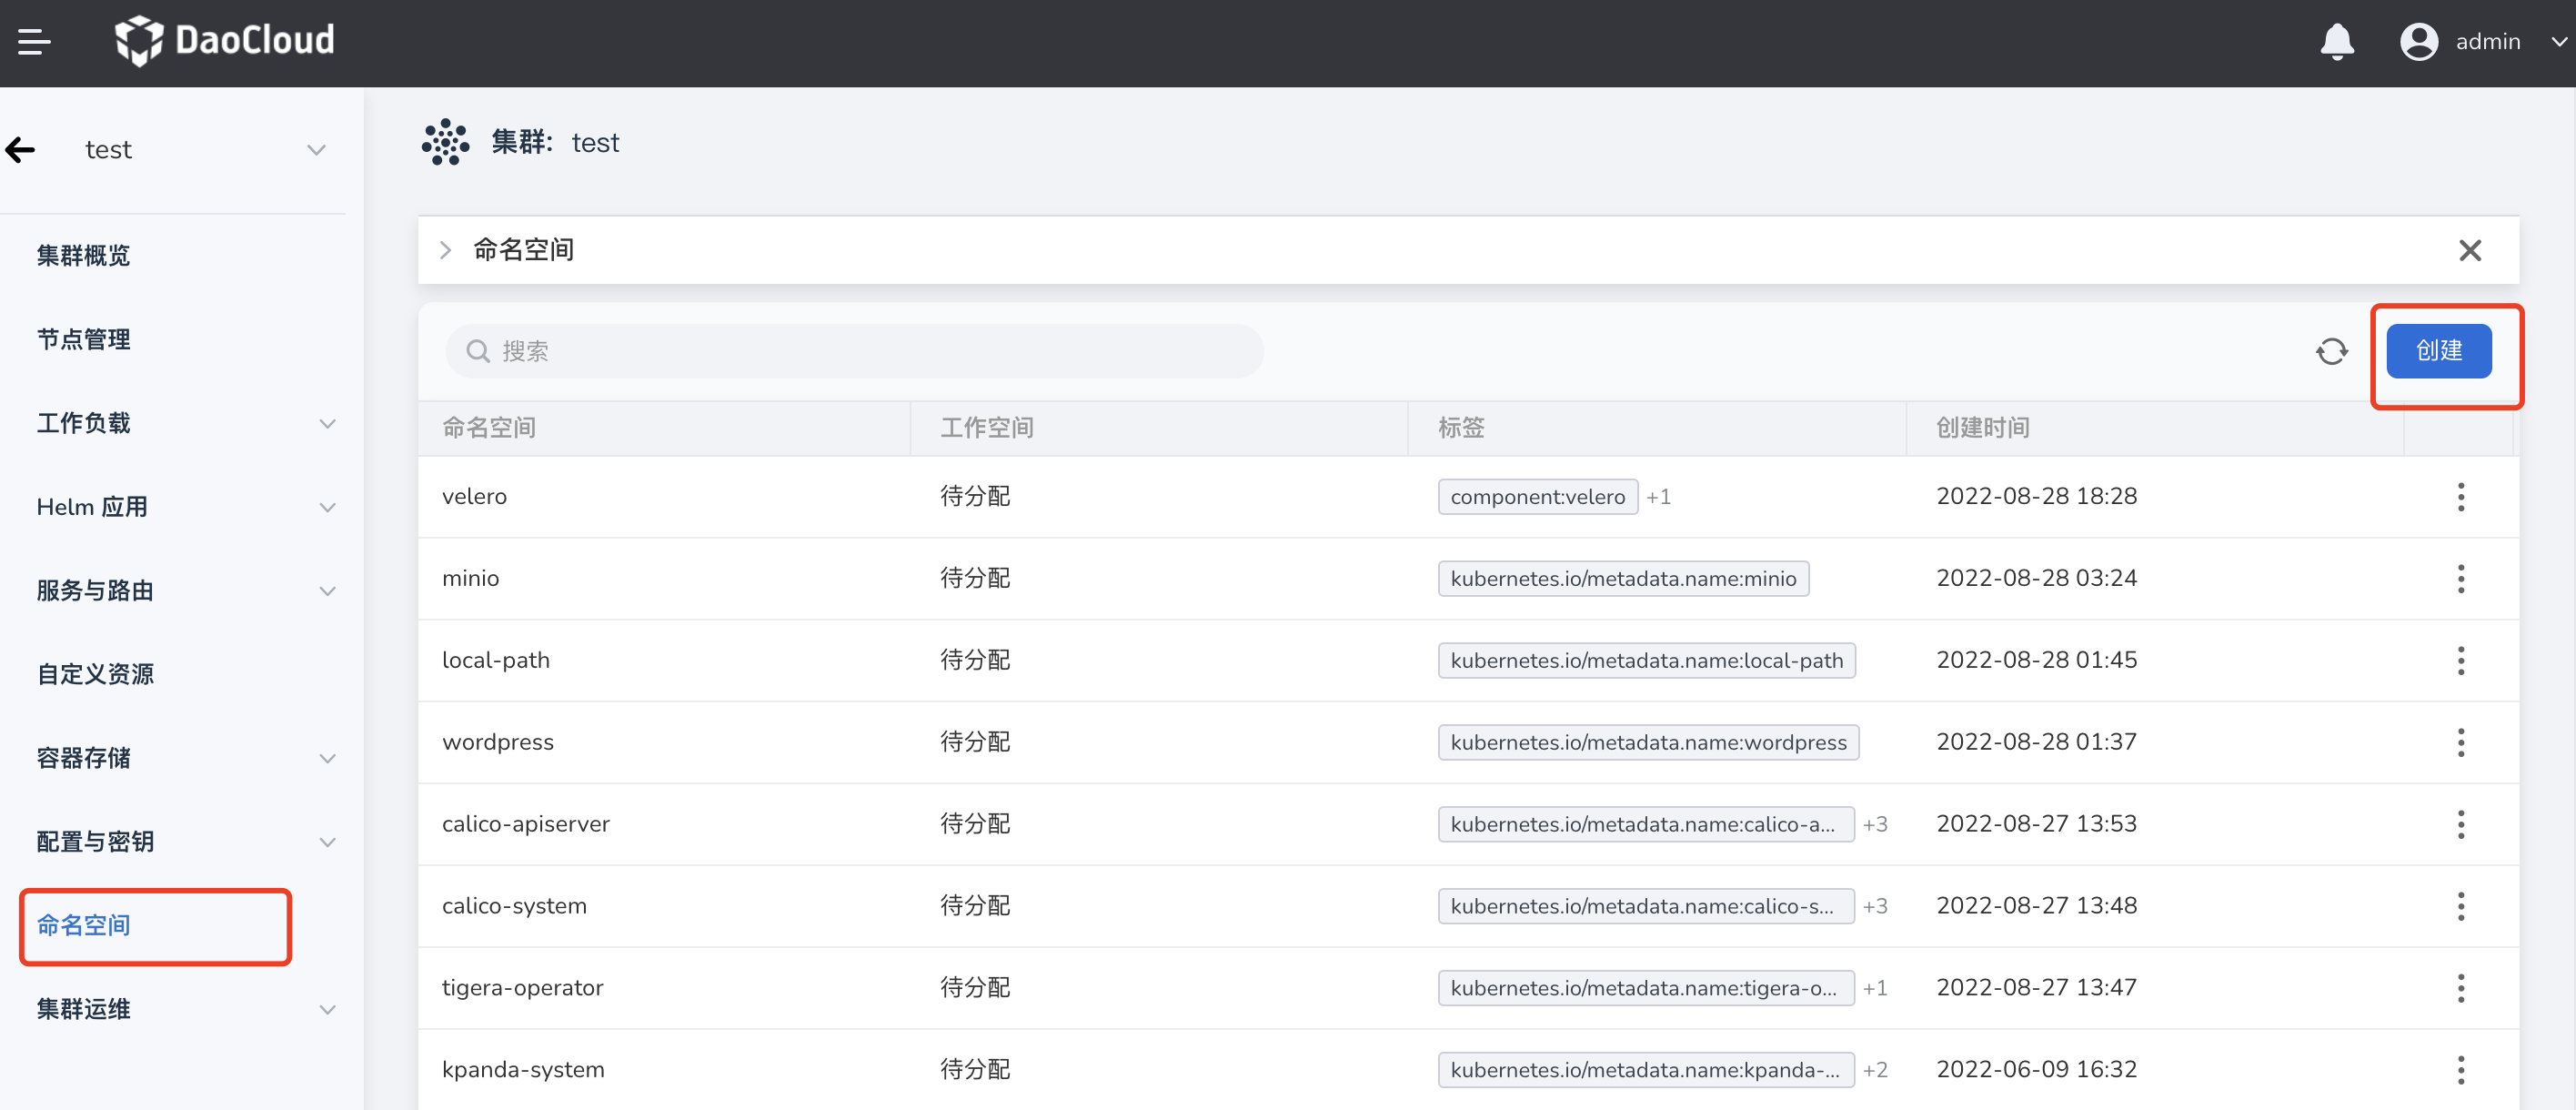 DaoCloud
admin
test
集群: test
集群概览
节点管理
工作负载
Helm 应用
服务与路由
自定义资源
容器存储
配置与密钥
命名空间
集群运维
命名空间
搜索
创建
命名空间 工作空间 标签 创建时间
velero 待分配 component:velero +1 2022-08-28 18:28
minio 待分配 kubernetes.io/metadata.name:minio 2022-08-28 03:24
local-path 待分配 kubernetes.io/metadata.name:local-path 2022-08-28 01:45
wordpress 待分配 kubernetes.io/metadata.name:wordpress 2022-08-28 01:37
calico-apiserver 待分配 kubernetes.io/metadata.name:calico-a... +3 2022-08-27 13:53
calico-system 待分配 kubernetes.io/metadata.name:calico-s... +3 2022-08-27 13:48
tigera-operator 待分配 kubernetes.io/metadata.name:tigera-o... +1 2022-08-27 13:47
kpanda-system 待分配 kubernetes.io/metadata.name:kpanda-... +2 2022-06-09 16:32